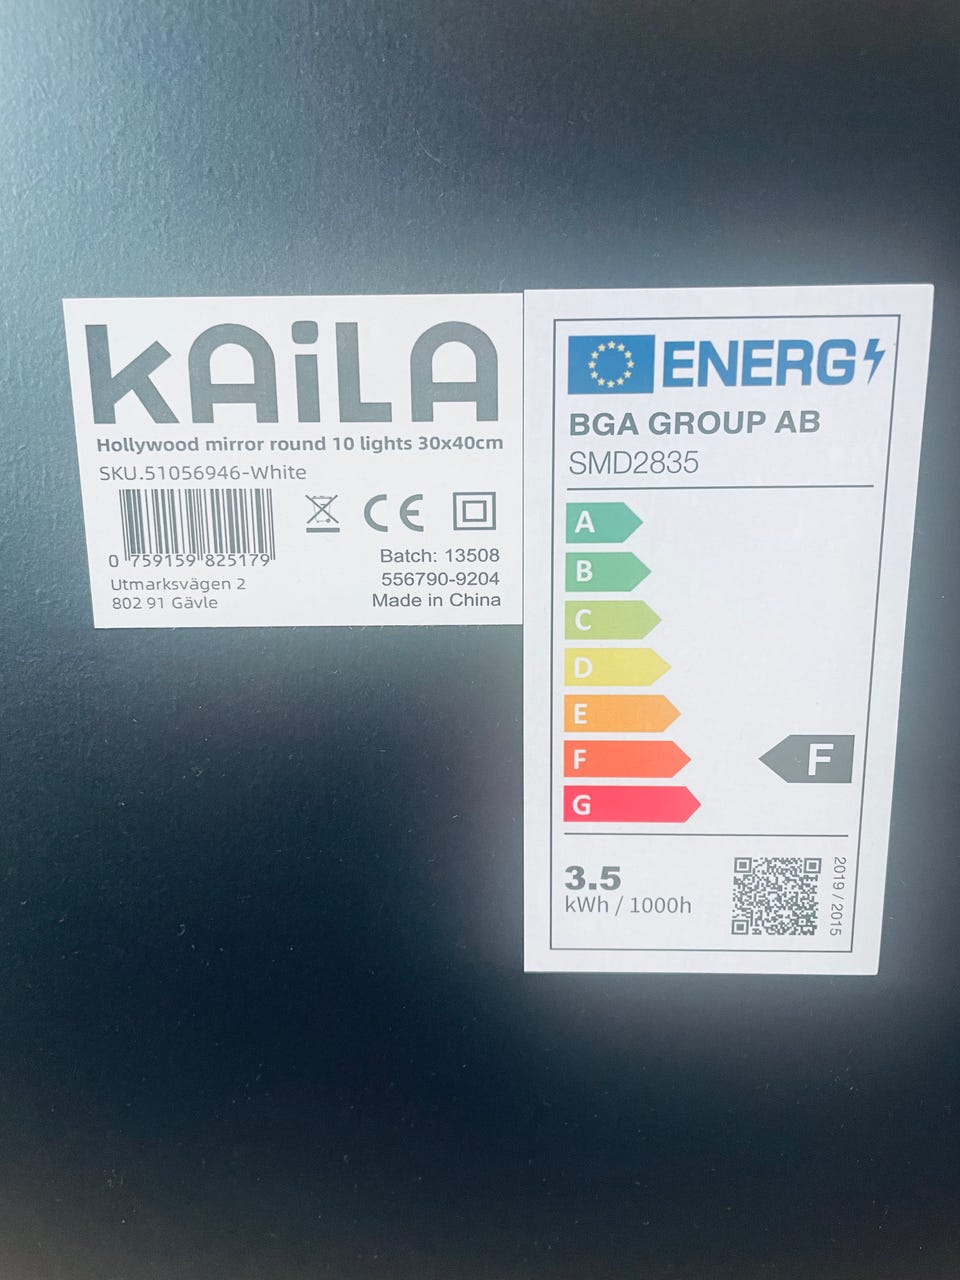 KAiLA
Hollywood mirror round 10 lights 30x40cm
SKU.51056946-White
0 759159 825179
Utmarksvägen 2
802 91 Gävle
CE
Batch: 13508
556790-9204
Made in China
ENERG
BGA GROUP AB
SMD2835
A
B
C
D
E
F
G
F
3.5
kWh / 1000h
2019 / 2015